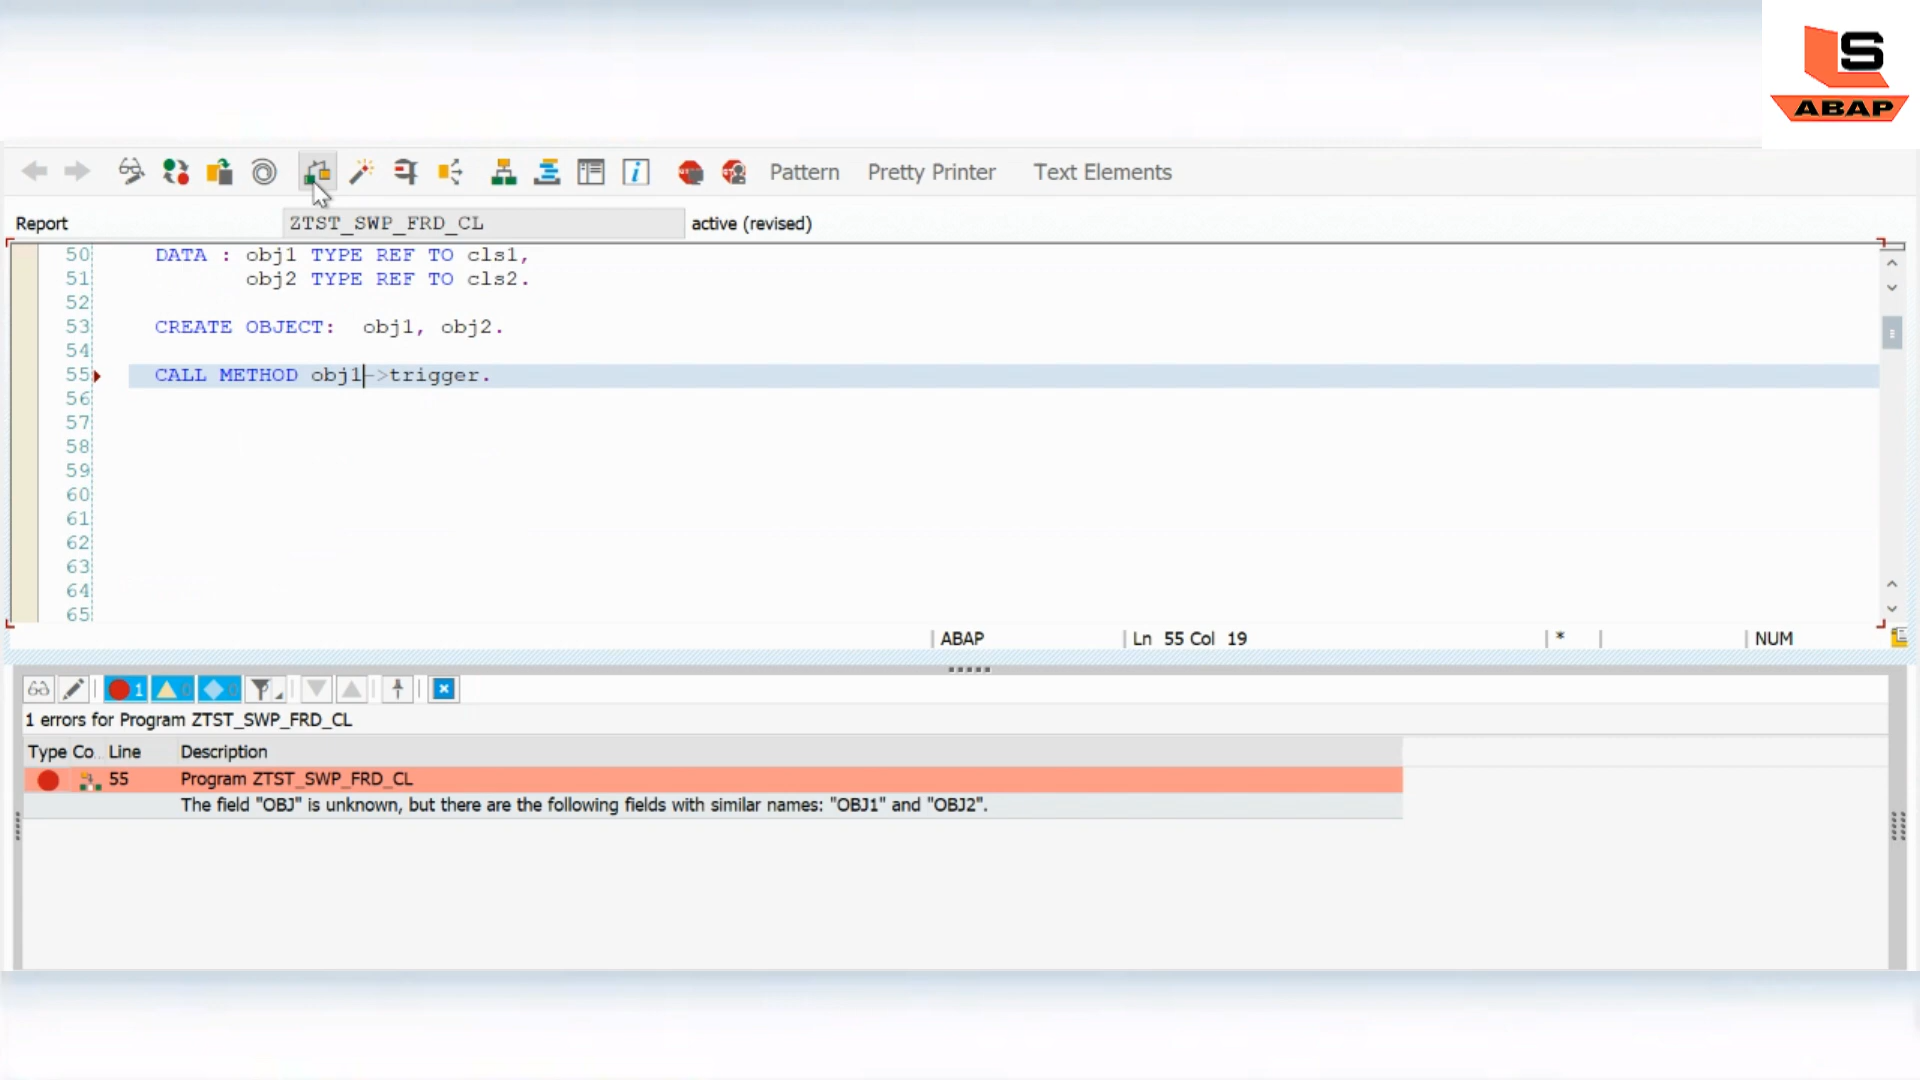 LS
ABAP
Pattern Pretty Printer Text Elements
Report ZTST_SWP_FRD_CL active (revised)
50 DATA : obj1 TYPE REF TO cls1,
51 obj2 TYPE REF TO cls2.
52
53 CREATE OBJECT: obj1, obj2.
54
55 CALL METHOD obj1->trigger.
56
57
58
59
60
61
62
63
64
65
ABAP Ln 55 Col 19 * NUM
1 0 0
1 errors for Program ZTST_SWP_FRD_CL
Type Co.. Line Description
55 Program ZTST_SWP_FRD_CL
The field "OBJ" is unknown, but there are the following fields with similar names: "OBJ1" and "OBJ2".